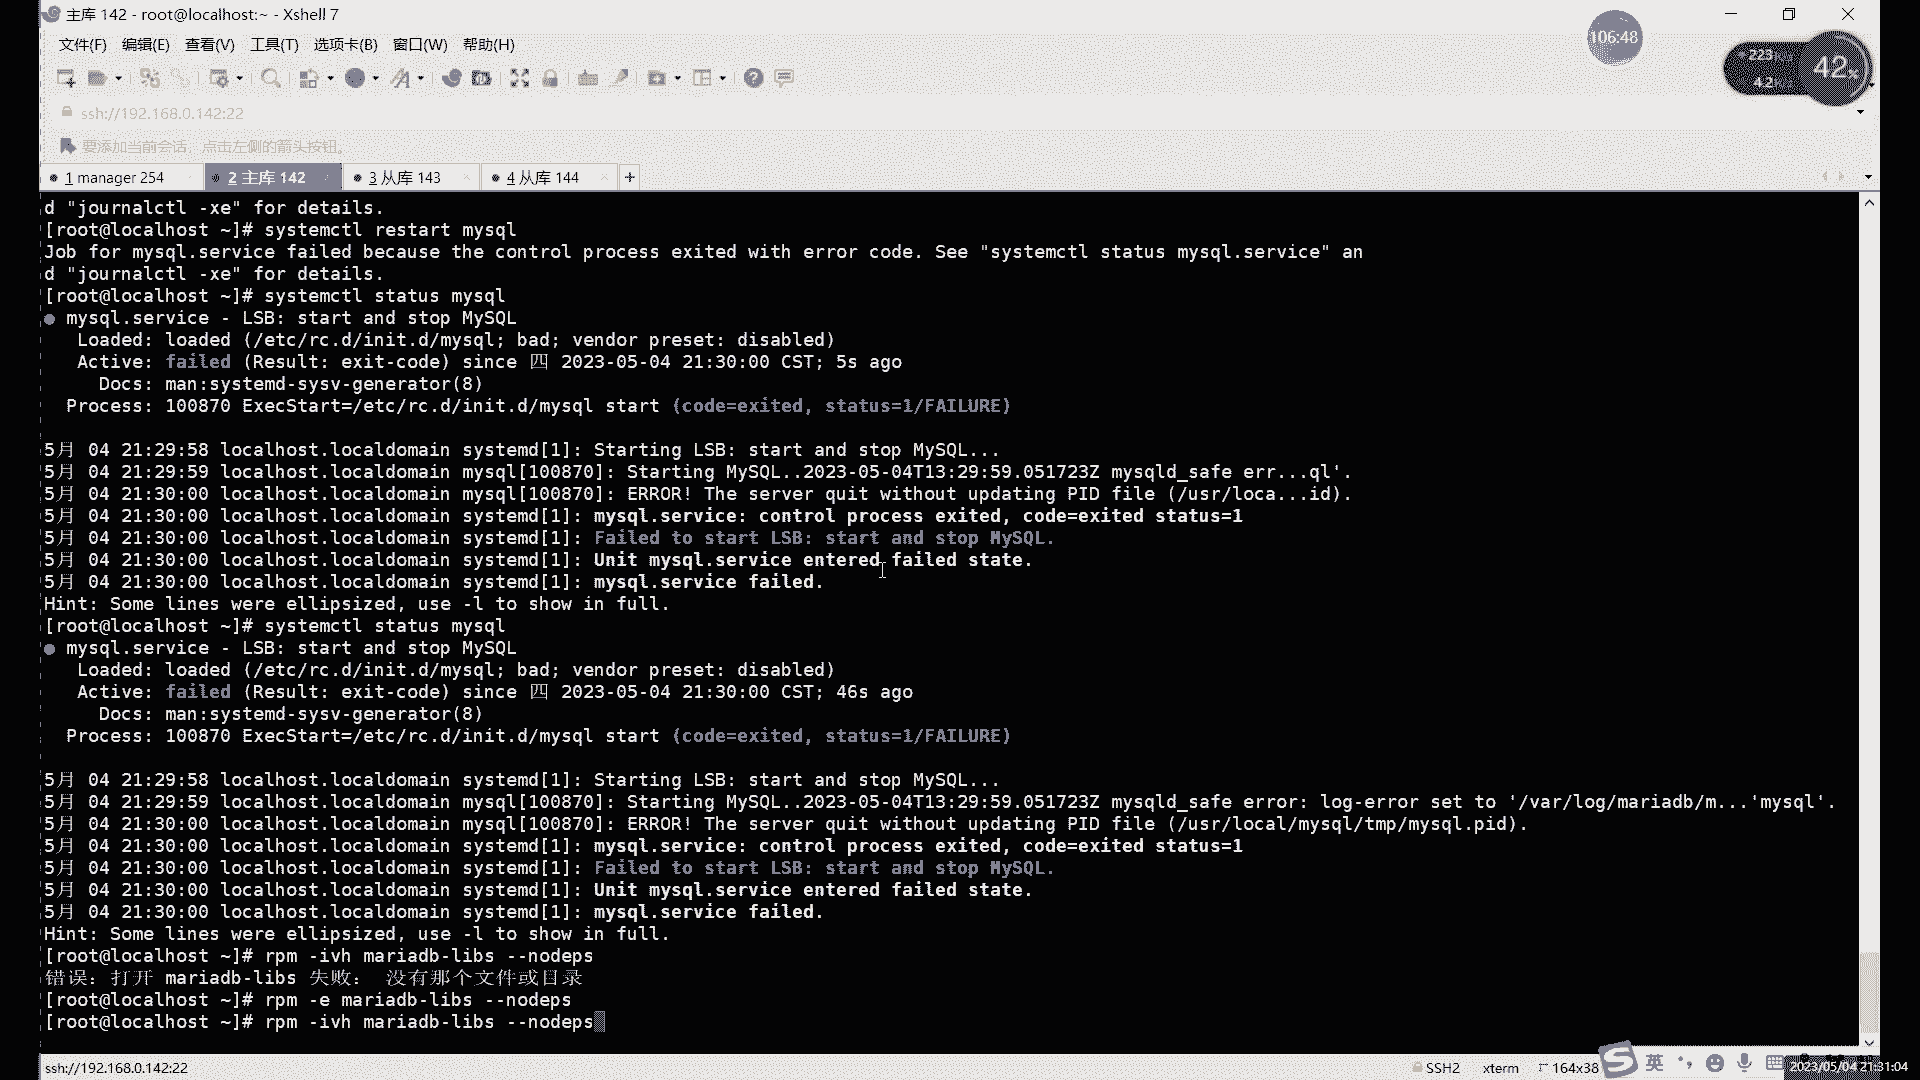 主库 142 - root@localhost:~ - Xshell 7
106:48
文件(F) 编辑(E) 查看(V) 工具(T) 选项卡(B) 窗口(W) 帮助(H)
223
42%
4.2
ssh://192.168.0.142:22
要添加当前会话，点击左侧的箭头按钮。
1 manager 254 2 主库 142 3 从库 143 4 从库 144 +
d "journalctl -xe" for details.
[root@localhost ~]# systemctl restart mysql
Job for mysql.service failed because the control process exited with error code. See "systemctl status mysql.service" an
d "journalctl -xe" for details.
[root@localhost ~]# systemctl status mysql
● mysql.service - LSB: start and stop MySQL
Loaded: loaded (/etc/rc.d/init.d/mysql; bad; vendor preset: disabled)
Active: failed (Result: exit-code) since 四 2023-05-04 21:30:00 CST; 5s ago
Docs: man:systemd-sysv-generator(8)
Process: 100870 ExecStart=/etc/rc.d/init.d/mysql start (code=exited, status=1/FAILURE)
5月 04 21:29:58 localhost.localdomain systemd[1]: Starting LSB: start and stop MySQL...
5月 04 21:29:59 localhost.localdomain mysql[100870]: Starting MySQL..2023-05-04T13:29:59.051723Z mysqld_safe err...ql'.
5月 04 21:30:00 localhost.localdomain mysql[100870]: ERROR! The server quit without updating PID file (/usr/loca...id).
5月 04 21:30:00 localhost.localdomain systemd[1]: mysql.service: control process exited, code=exited status=1
5月 04 21:30:00 localhost.localdomain systemd[1]: Failed to start LSB: start and stop MySQL.
5月 04 21:30:00 localhost.localdomain systemd[1]: Unit mysql.service entered failed state.
5月 04 21:30:00 localhost.localdomain systemd[1]: mysql.service failed.
Hint: Some lines were ellipsized, use -l to show in full.
[root@localhost ~]# systemctl status mysql
● mysql.service - LSB: start and stop MySQL
Loaded: loaded (/etc/rc.d/init.d/mysql; bad; vendor preset: disabled)
Active: failed (Result: exit-code) since 四 2023-05-04 21:30:00 CST; 46s ago
Docs: man:systemd-sysv-generator(8)
Process: 100870 ExecStart=/etc/rc.d/init.d/mysql start (code=exited, status=1/FAILURE)
5月 04 21:29:58 localhost.localdomain systemd[1]: Starting LSB: start and stop MySQL...
5月 04 21:29:59 localhost.localdomain mysql[100870]: Starting MySQL..2023-05-04T13:29:59.051723Z mysqld_safe error: log-error set to '/var/log/mariadb/m...'mysql'.
5月 04 21:30:00 localhost.localdomain mysql[100870]: ERROR! The server quit without updating PID file (/usr/local/mysql/tmp/mysql.pid).
5月 04 21:30:00 localhost.localdomain systemd[1]: mysql.service: control process exited, code=exited status=1
5月 04 21:30:00 localhost.localdomain systemd[1]: Failed to start LSB: start and stop MySQL.
5月 04 21:30:00 localhost.localdomain systemd[1]: Unit mysql.service entered failed state.
5月 04 21:30:00 localhost.localdomain systemd[1]: mysql.service failed.
Hint: Some lines were ellipsized, use -l to show in full.
[root@localhost ~]# rpm -ivh mariadb-libs --nodeps
错误：打开 mariadb-libs 失败： 没有那个文件或目录
[root@localhost ~]# rpm -e mariadb-libs --nodeps
[root@localhost ~]# rpm -ivh mariadb-libs --nodeps
ssh://192.168.0.142:22 SSH2 xterm 164x38 英 2023/05/04 21:31:04